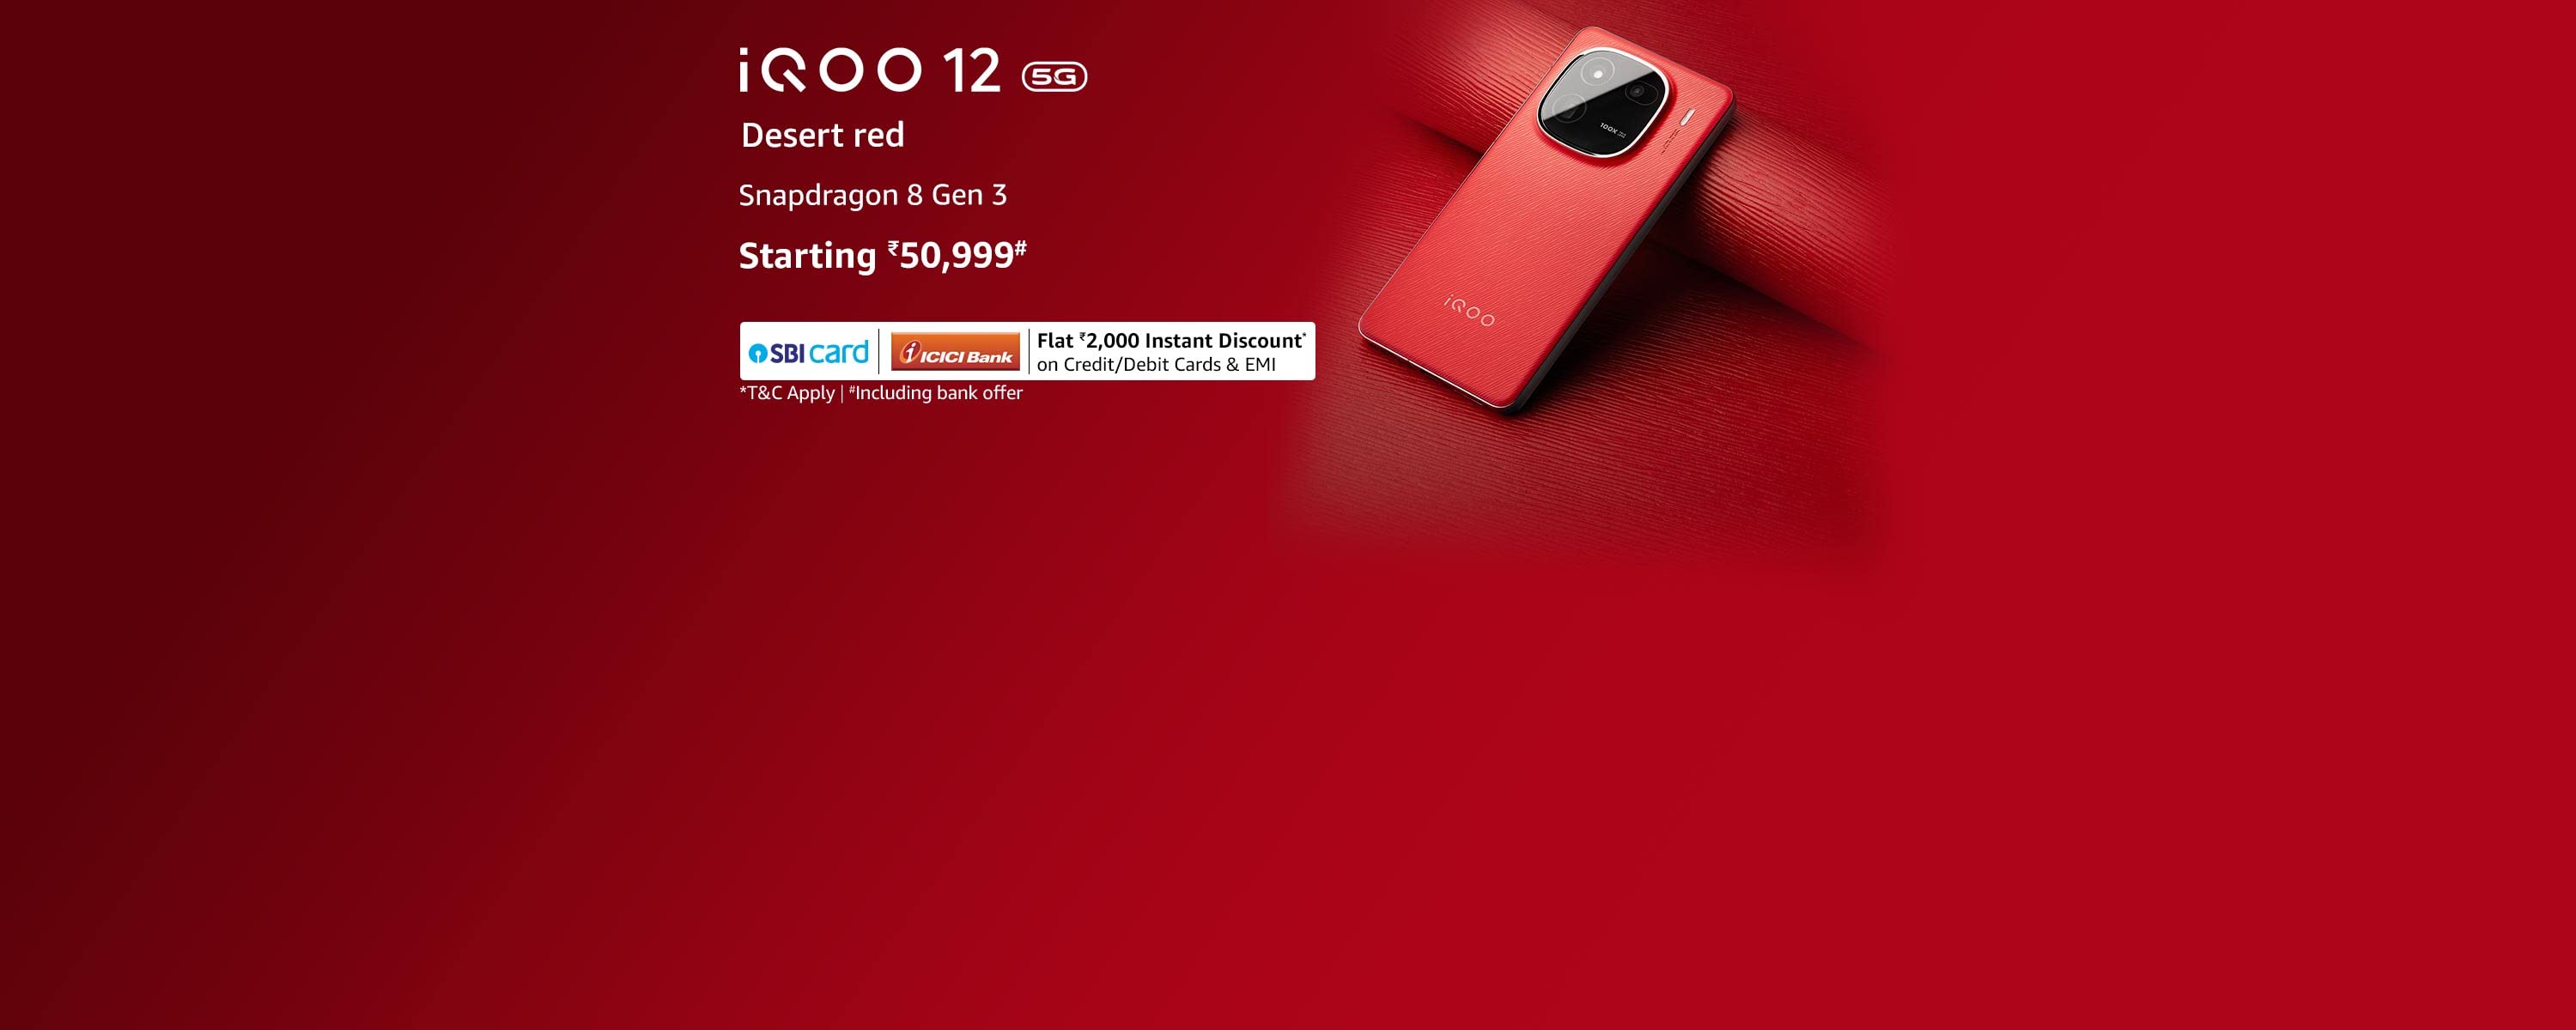 iQOO 12 5G
Desert red
Snapdragon 8 Gen 3
Starting ₹50,999#
SBI card
ICICI Bank
Flat ₹2,000 Instant Discount*
on Credit/Debit Cards & EMI
*T&C Apply | #Including bank offer
100X
iQOO